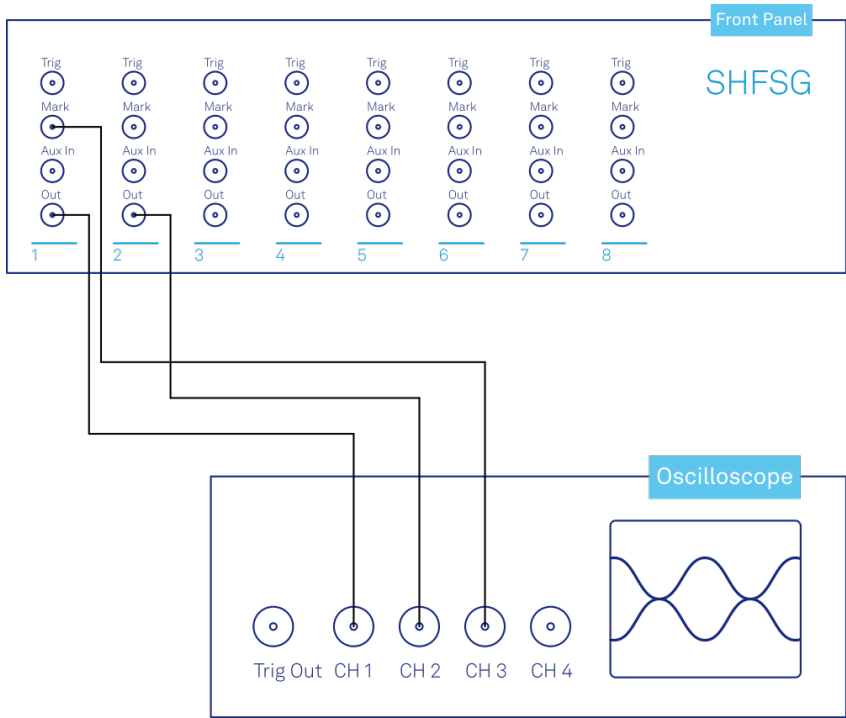 Front Panel
SHFSG
Trig Trig Trig Trig Trig Trig Trig Trig
Mark Mark Mark Mark Mark Mark Mark Mark
Aux In Aux In Aux In Aux In Aux In Aux In Aux In Aux In
Out Out Out Out Out Out Out Out
1 2 3 4 5 6 7 8
Oscilloscope
Trig Out CH 1 CH 2 CH 3 CH 4